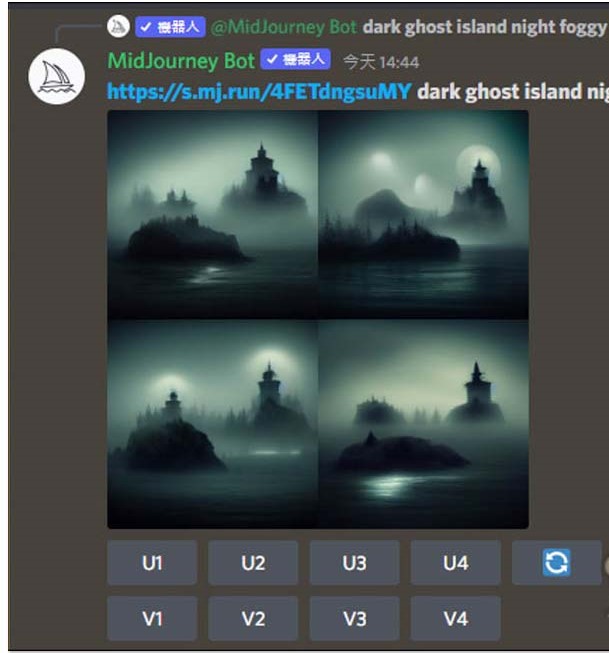 ✓ 機器人 @MidJourney Bot dark ghost island night foggy
MidJourney Bot ✓ 機器人 今天 14:44
https://s.mj.run/4FETdngsuMY dark ghost island nig
U1 U2 U3 U4
V1 V2 V3 V4